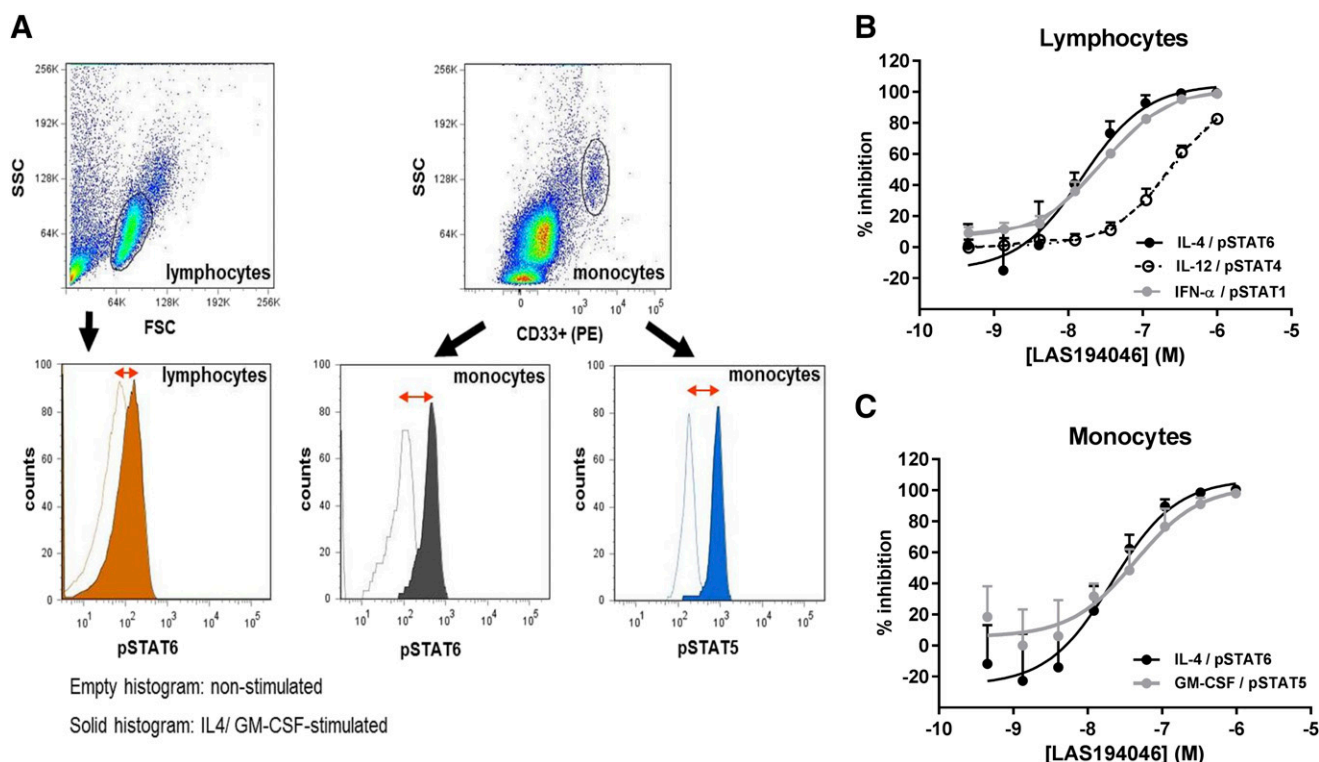 A
256K
192K
128K
64K
SSC
lymphocytes
64K 128K 192K 256K
FSC
256K
192K
128K
64K
SSC
monocytes
0 10³ 10⁴ 10⁵
CD33+ (PE)
100
80
60
40
20
0
counts
lymphocytes
10¹ 10² 10³ 10⁴ 10⁵
pSTAT6
100
80
60
40
20
0
counts
monocytes
10¹ 10² 10³ 10⁴ 10⁵
pSTAT6
100
80
60
40
20
0
counts
monocytes
10¹ 10² 10³ 10⁴ 10⁵
pSTAT5
Empty histogram: non-stimulated
Solid histogram: IL4/ GM-CSF-stimulated
B
Lymphocytes
120
100
80
60
40
20
0
-20
% inhibition
IL-4 / pSTAT6
IL-12 / pSTAT4
IFN-α / pSTAT1
-10 -9 -8 -7 -6 -5
[LAS194046] (M)
C
Monocytes
120
100
80
60
40
20
0
-20
% inhibition
IL-4 / pSTAT6
GM-CSF / pSTAT5
-10 -9 -8 -7 -6 -5
[LAS194046] (M)